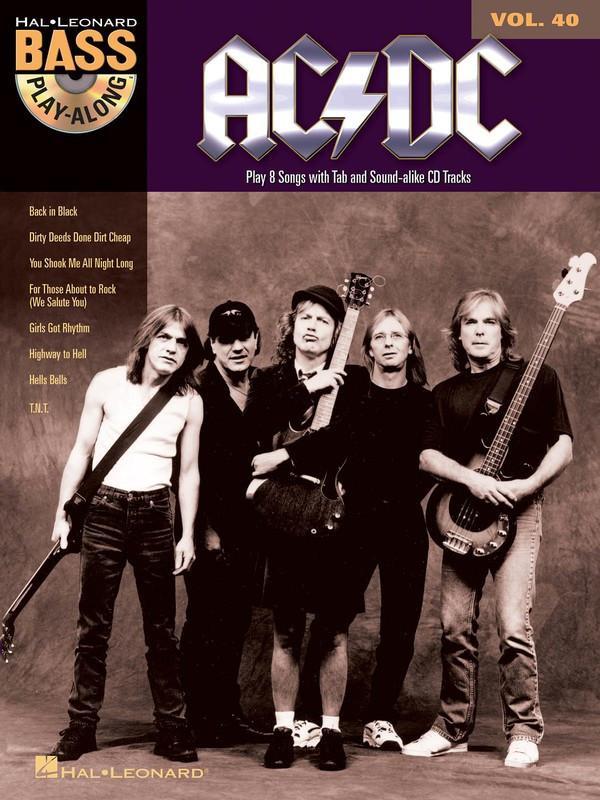 HAL•LEONARD
BASS
PLAY-ALONG™
VOL. 40
AC⚡DC
Play 8 Songs with Tab and Sound-alike CD Tracks
Back in Black
Dirty Deeds Done Dirt Cheap
You Shook Me All Night Long
For Those About to Rock
(We Salute You)
Girls Got Rhythm
Highway to Hell
Hells Bells
T.N.T.
HAL•LEONARD®